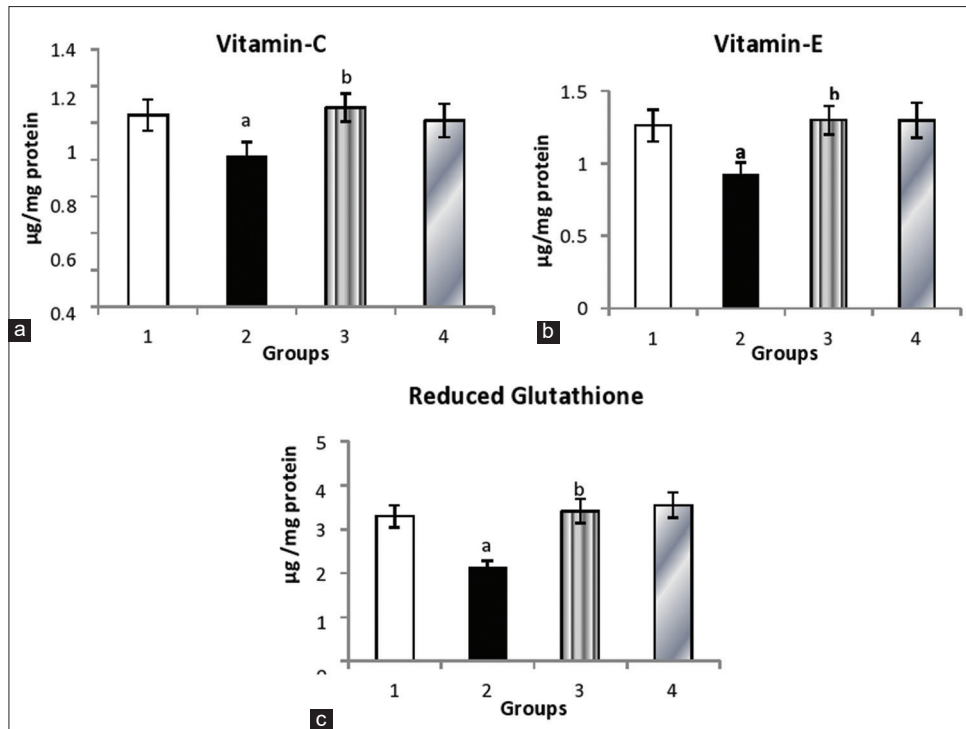 Vitamin-C
1.4
1.2
1
0.8
0.6
0.4
µg/mg protein
a
b
1 2 3 4
Groups
a
Vitamin-E
1.5
1
0.5
0
µg/mg protein
a
b
1 2 3 4
Groups
b
Reduced Glutathione
5
4
3
2
1
µg /mg protein
a
b
1 2 3 4
Groups
c